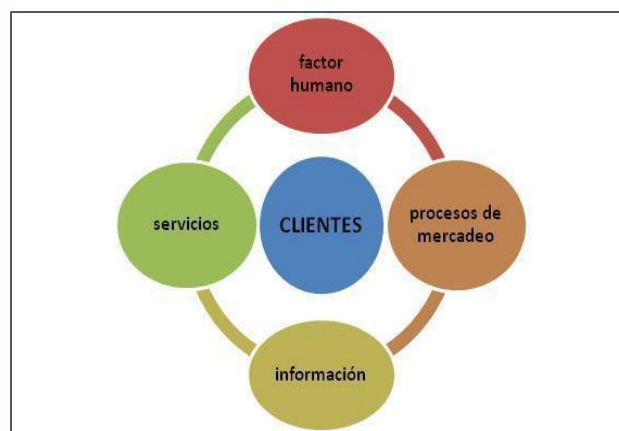 factor
humano
servicios
CLIENTES
procesos de
mercadeo
información